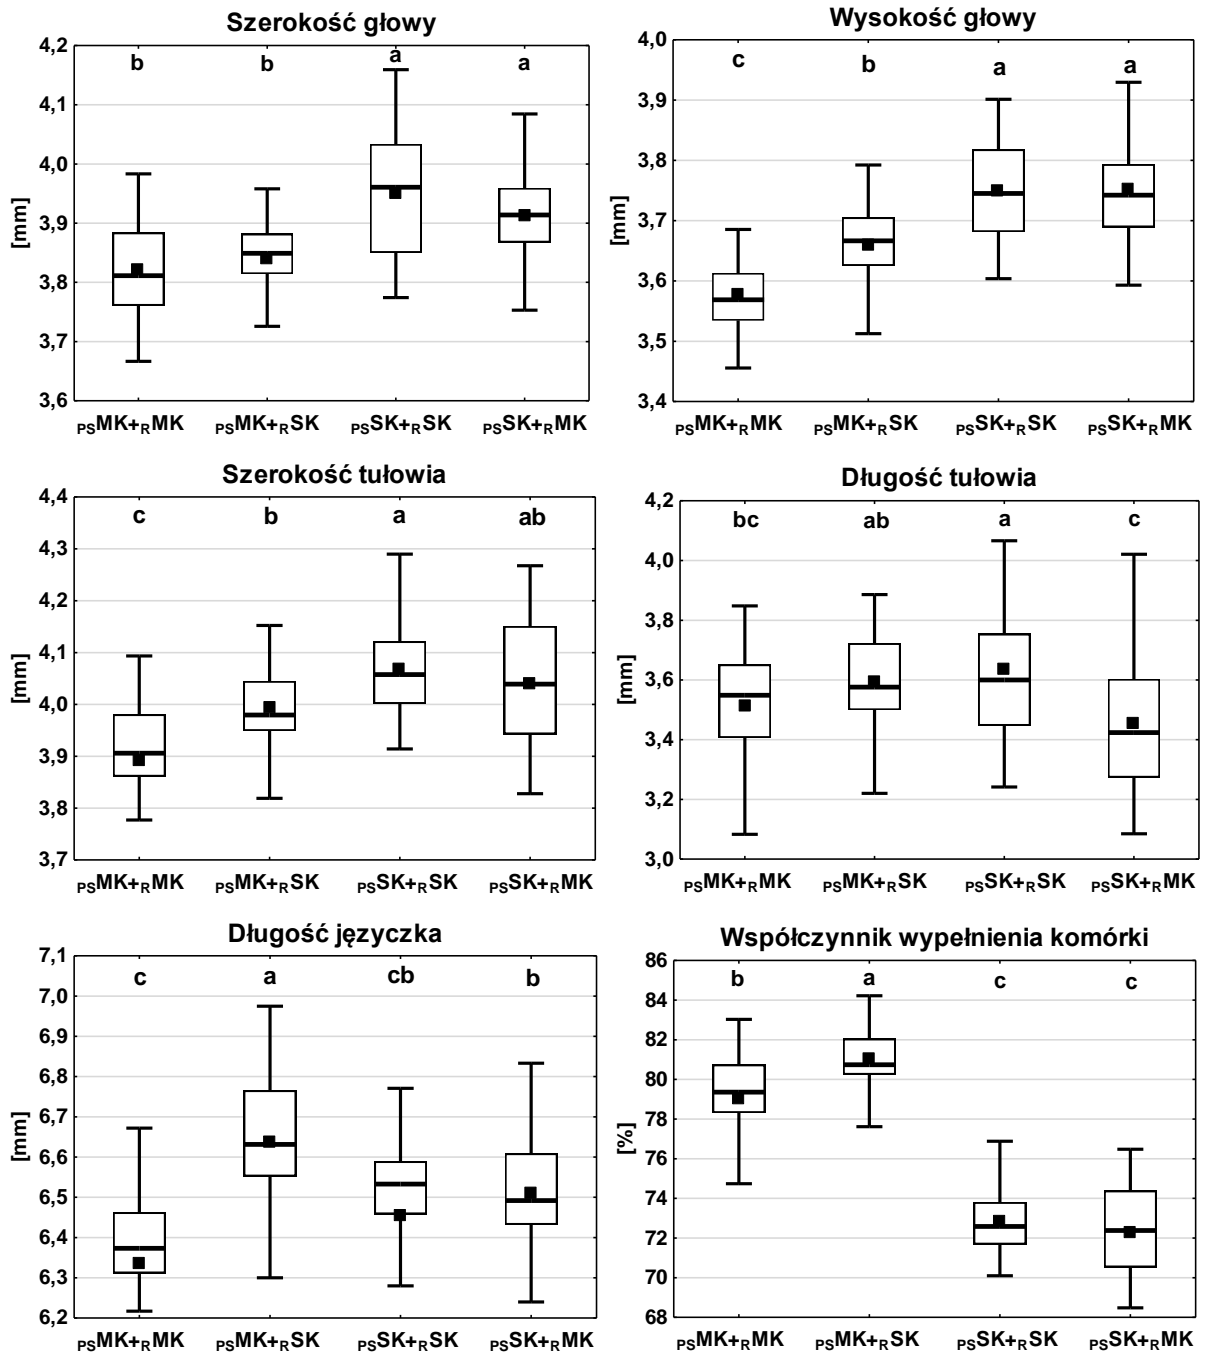 Szerokość głowy
4,2
4,1
4,0
3,9
3,8
3,7
3,6
[mm]
b b a a
PSMK+RMK PSMK+RSK PSSK+RSK PSSK+RMK
Wysokość głowy
4,0
3,9
3,8
3,7
3,6
3,5
3,4
[mm]
c b a a
PSMK+RMK PSMK+RSK PSSK+RSK PSSK+RMK
Szerokość tułowia
4,4
4,3
4,2
4,1
4,0
3,9
3,8
3,7
[mm]
c b a ab
PSMK+RMK PSMK+RSK PSSK+RSK PSSK+RMK
Długość tułowia
4,2
4,0
3,8
3,6
3,4
3,2
3,0
[mm]
bc ab a c
PSMK+RMK PSMK+RSK PSSK+RSK PSSK+RMK
Długość języczka
7,1
7,0
6,9
6,8
6,7
6,6
6,5
6,4
6,3
6,2
[mm]
c a cb b
PSMK+RMK PSMK+RSK PSSK+RSK PSSK+RMK
Współczynnik wypełnienia komórki
86
84
82
80
78
76
74
72
70
68
[%]
b a c c
PSMK+RMK PSMK+RSK PSSK+RSK PSSK+RMK